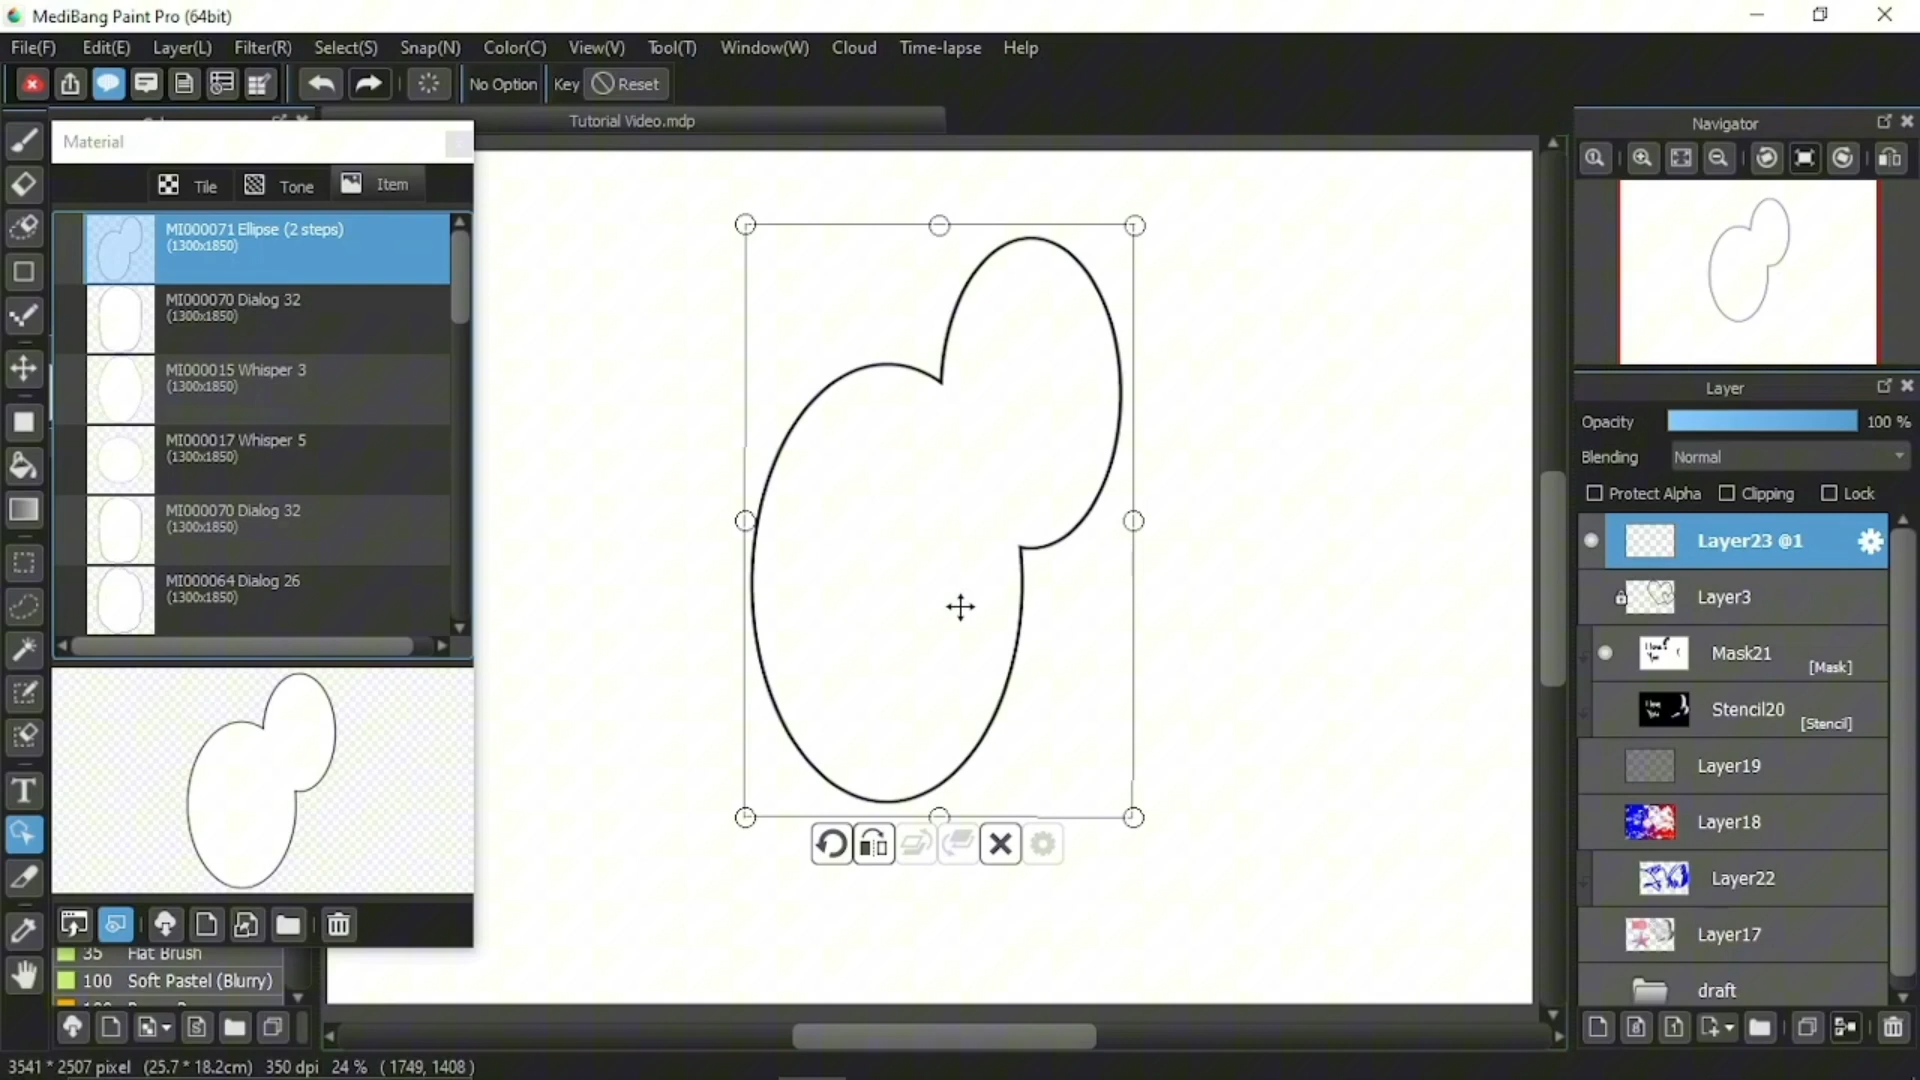 MediBang Paint Pro (64bit)
File(F) Edit(E) Layer(L) Filter(R) Select(S) Snap(N) Color(C) View(V) Tool(T) Window(W) Cloud Time-lapse Help
No Option Key Reset
Tutorial Video.mdp
Material
Tile Tone Item
MI000071 Ellipse (2 steps)
(1300x1850)
MI000070 Dialog 32
(1300x1850)
MI000015 Whisper 3
(1300x1850)
MI000017 Whisper 5
(1300x1850)
MI000070 Dialog 32
(1300x1850)
MI000064 Dialog 26
(1300x1850)
35 Flat Brush
100 Soft Pastel (Blurry)
Navigator
Layer
Opacity 100 %
Blending Normal
Protect Alpha Clipping Lock
Layer23 @1
Layer3
Mask21
[Mask]
Stencil20
[Stencil]
Layer19
Layer18
Layer22
Layer17
draft
3541 * 2507 pixel (25.7 * 18.2cm) 350 dpi 24 % ( 1749, 1408 )